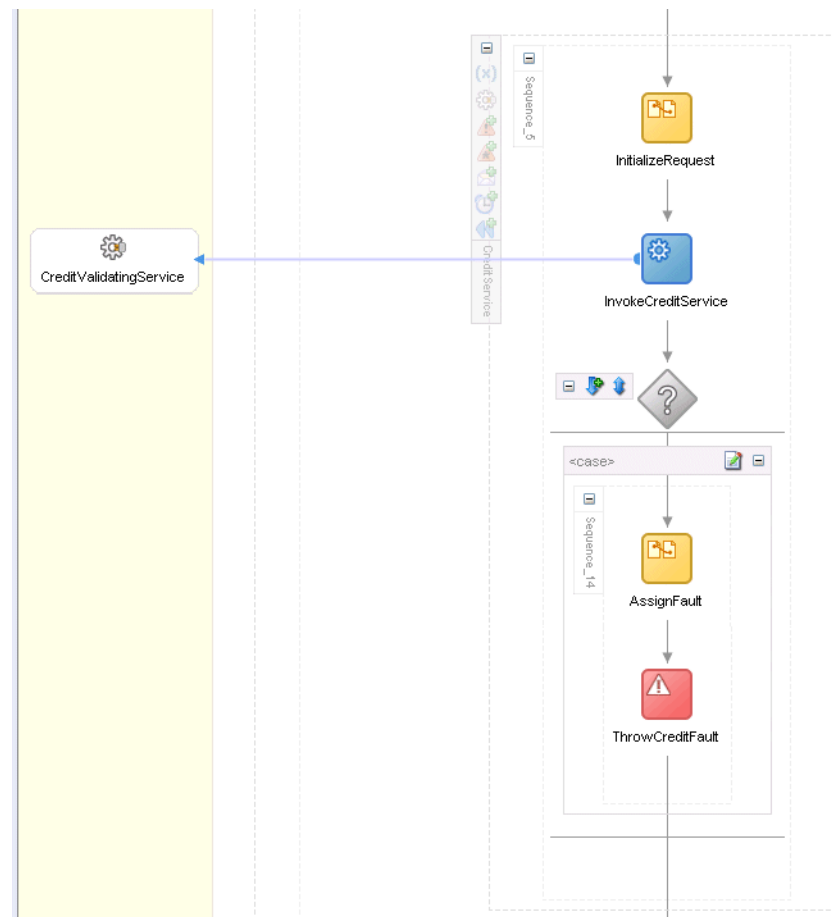 Sequence_5
InitializeRequest
CreditValidatingService
CreditService
InvokeCreditService
?
<case>
Sequence_14
AssignFault
ThrowCreditFault